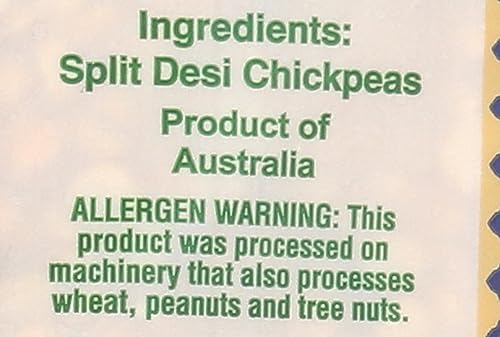 Ingredients:
Split Desi Chickpeas
Product of
Australia
ALLERGEN WARNING: This
product was processed on
machinery that also processes
wheat, peanuts and tree nuts.